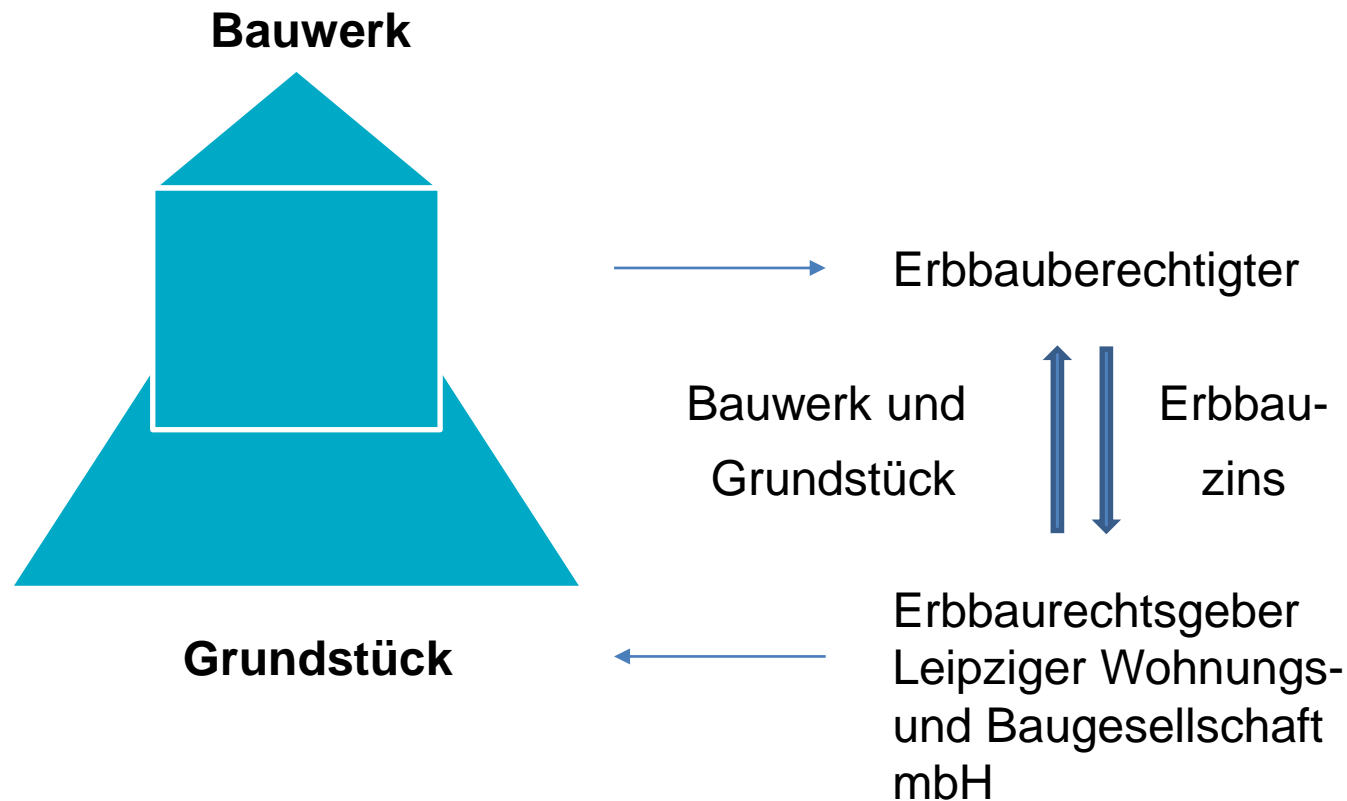 Bauwerk
Erbbauberechtigter
Bauwerk und
Grundstück
Erbbau-
zins
Grundstück
Erbbaurechtsgeber
Leipziger Wohnungs-
und Baugesellschaft
mbH